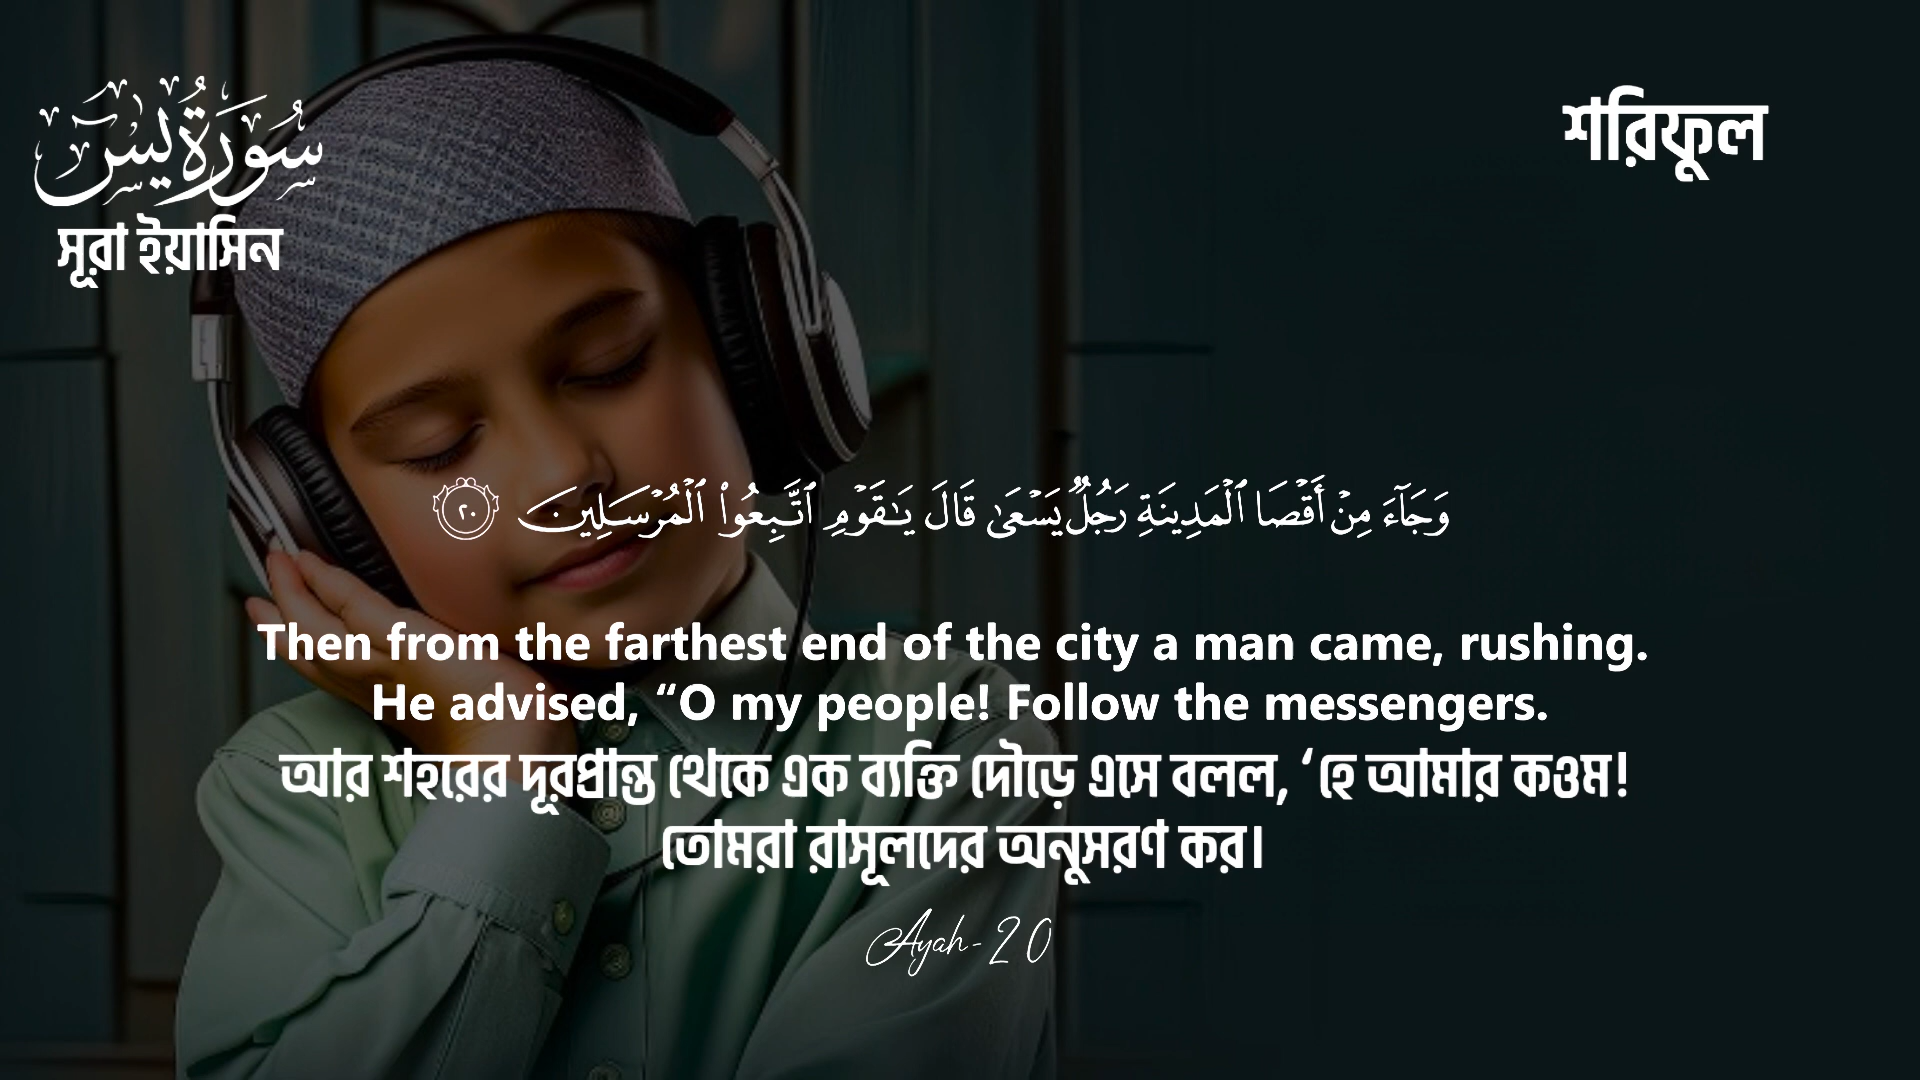 سُورَةُ يسٓ
সূরা ইয়াসিন
শরিফুল
وَجَآءَ مِنْ أَقْصَا ٱلْمَدِينَةِ رَجُلٌ يَسْعَىٰ قَالَ يَـٰقَوْمِ ٱتَّبِعُوا۟ ٱلْمُرْسَلِينَ ٢٠
Then from the farthest end of the city a man came, rushing.
He advised, “O my people! Follow the messengers.
আর শহরের দূরপ্রান্ত থেকে এক ব্যক্তি দৌড়ে এসে বলল, ‘হে আমার কওম!
তোমরা রাসূলদের অনুসরণ কর।
Ayah-20